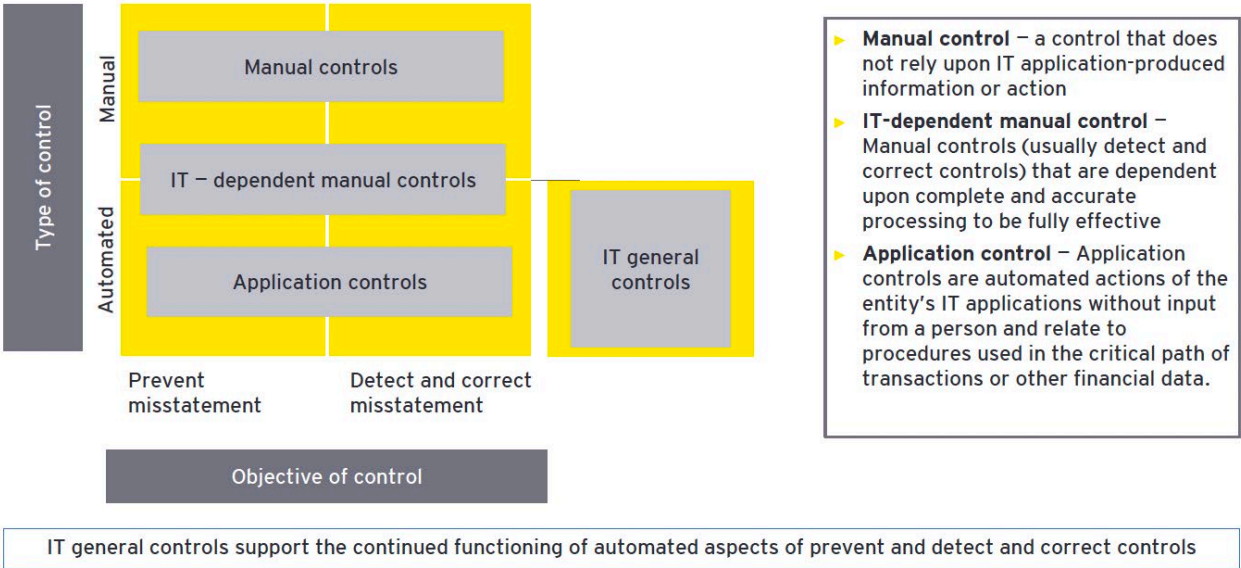 Type of control
Manual
Automated
Manual controls
IT – dependent manual controls
Application controls
IT general
controls
Prevent
misstatement
Detect and correct
misstatement
Objective of control
► Manual control – a control that does
not rely upon IT application-produced
information or action
► IT-dependent manual control –
Manual controls (usually detect and
correct controls) that are dependent
upon complete and accurate
processing to be fully effective
► Application control – Application
controls are automated actions of the
entity's IT applications without input
from a person and relate to
procedures used in the critical path of
transactions or other financial data.
IT general controls support the continued functioning of automated aspects of prevent and detect and correct controls